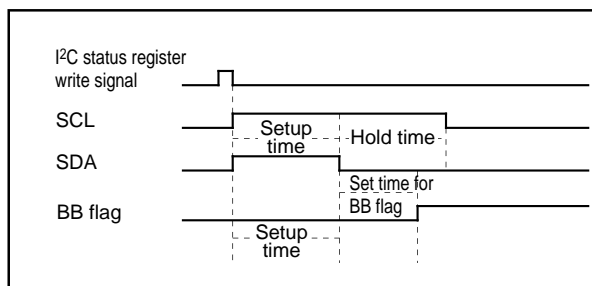 I²C status register
write signal
SCL
Setup
time
Hold time
SDA
Set time for
BB flag
BB flag
Setup
time